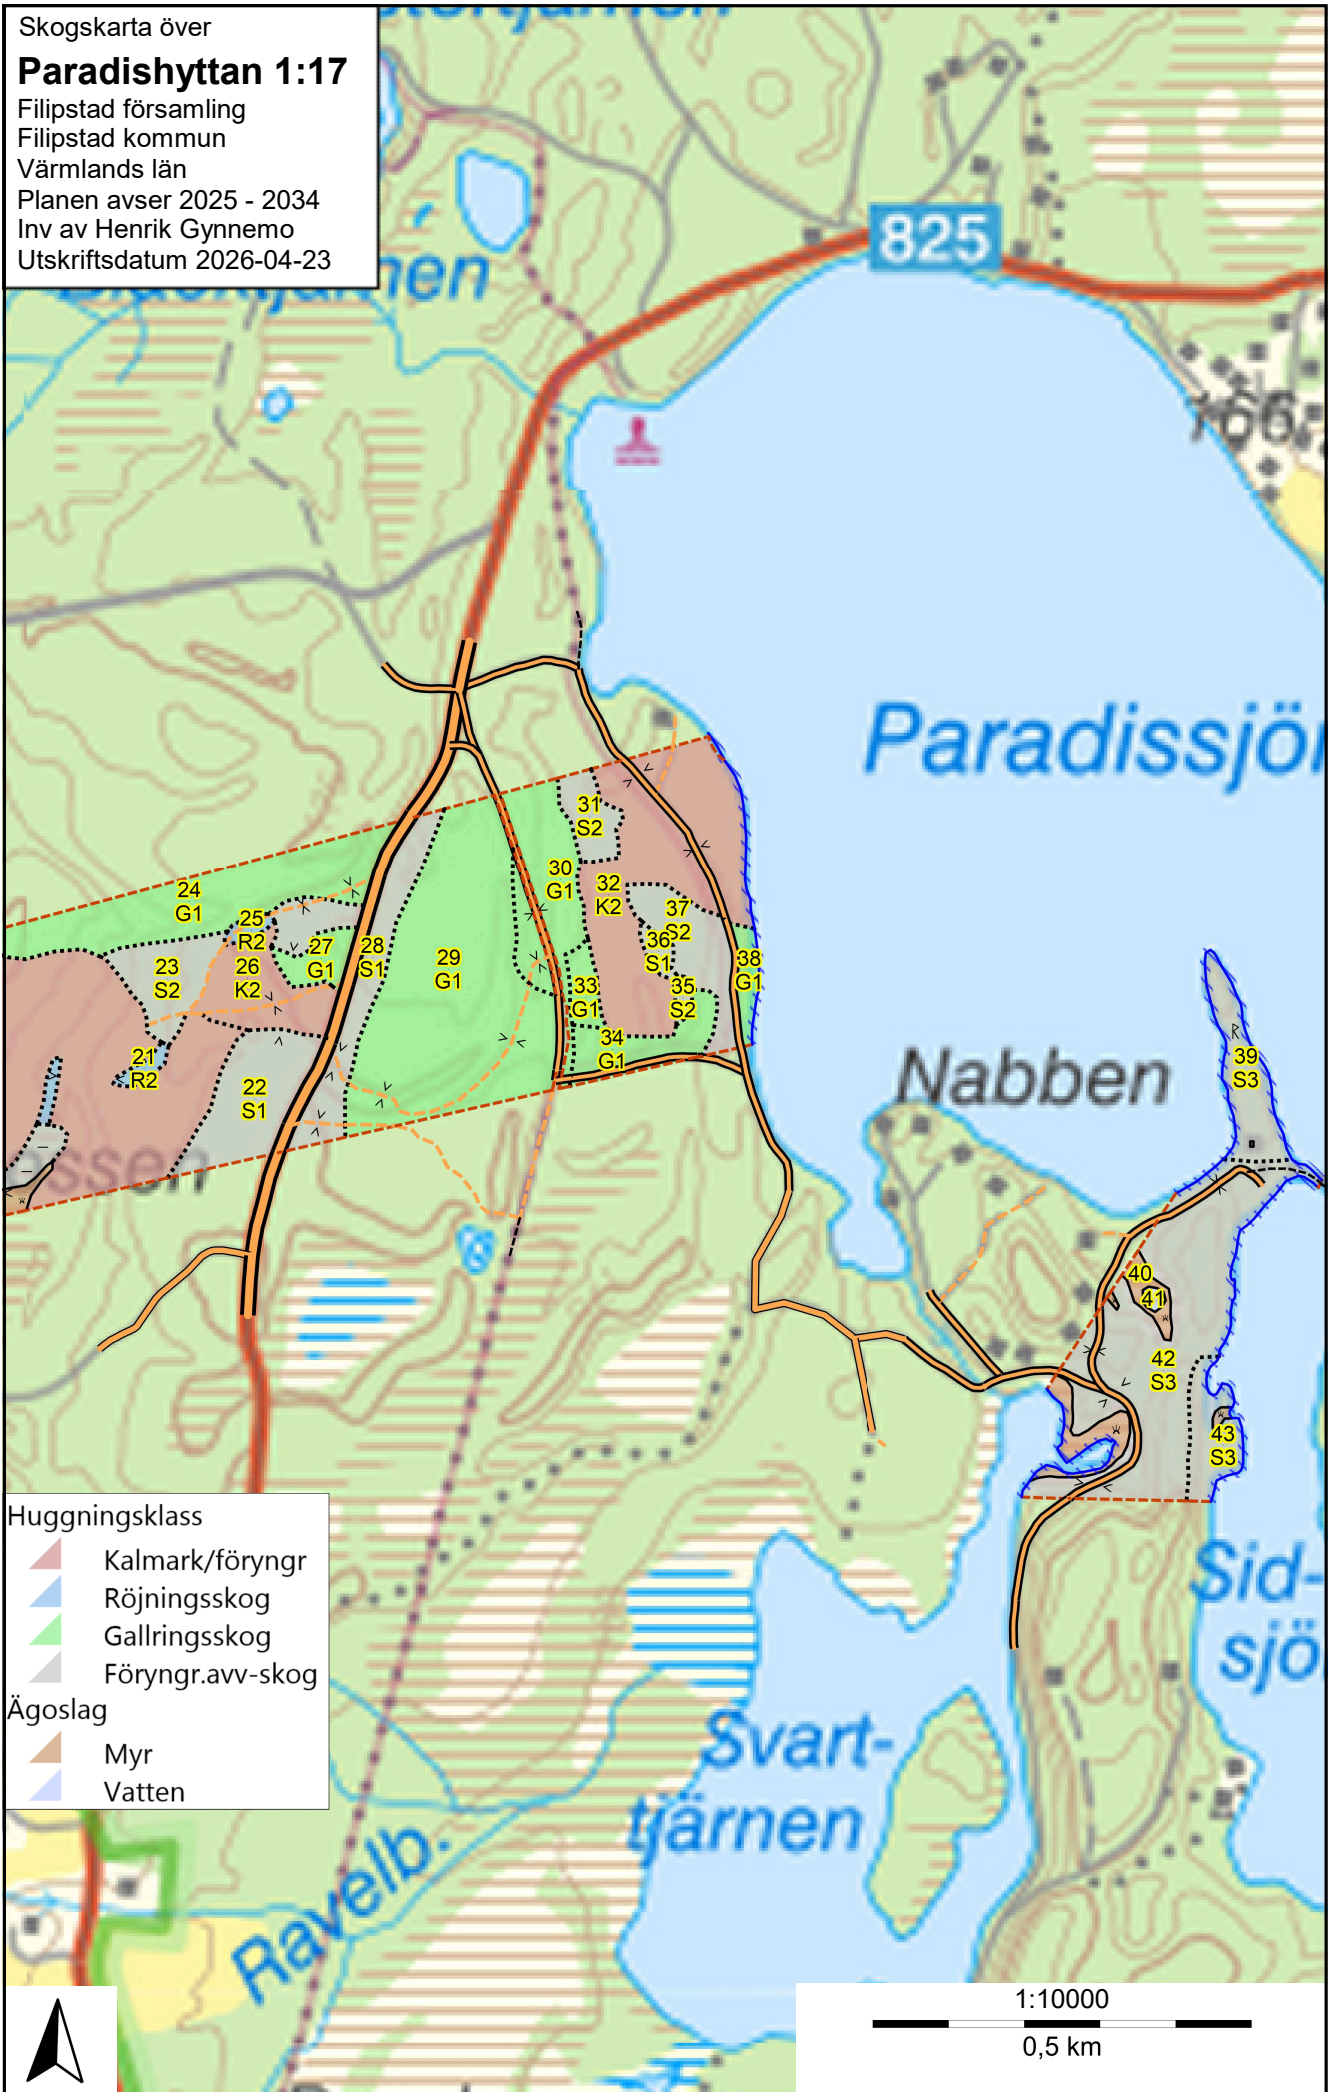 Skogskarta över
Paradishyttan 1:17
Filipstad församling
Filipstad kommun
Värmlands län
Planen avser 2025 - 2034
Inv av Henrik Gynnemo
Utskriftsdatum 2026-04-23
825
166
Paradissjön
31
S2
30
G1
32
K2
24
G1
25
R2
37
S2
36
S1
23
S2
26
K2
27
G1
28
S1
29
G1
38
G1
33
G1
35
S2
34
G1
21
R2
22
S1
ssen
Nabben
39
S3
40
41
42
S3
43
S3
Huggningsklass
Kalmark/föryngr
Röjningsskog
Gallringsskog
Föryngr.avv-skog
Ägoslag
Myr
Vatten
Sid-
sjö
Svart-
tjärnen
Ravelb.
1:10000
0,5 km